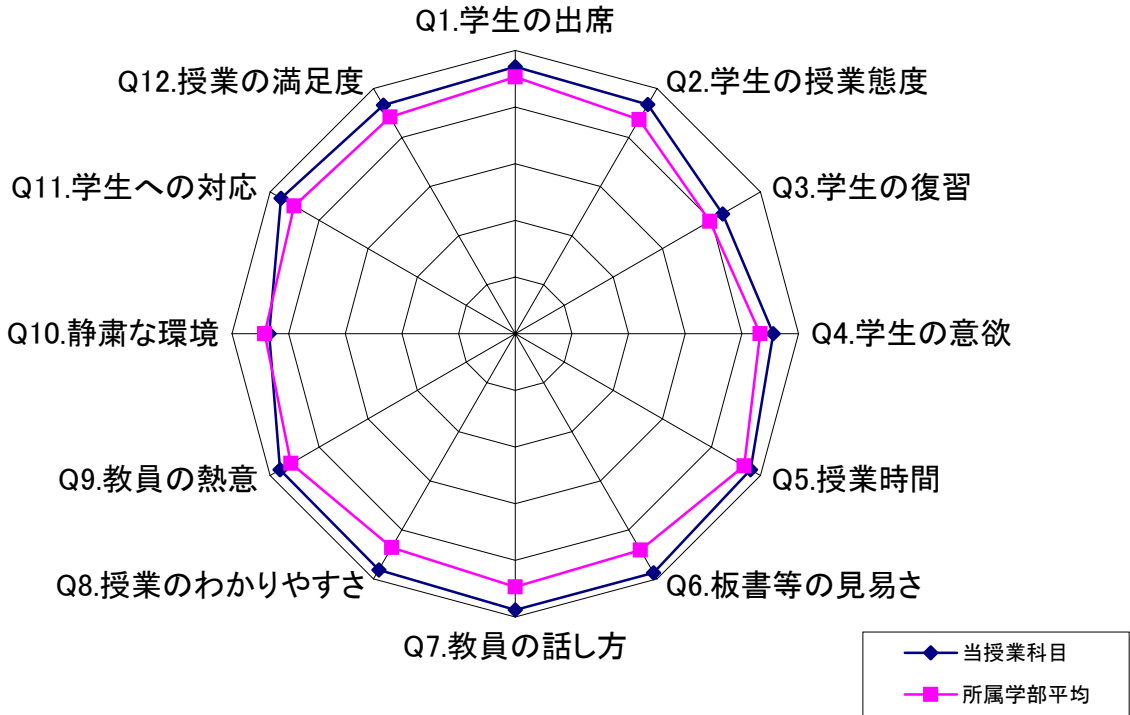 Q1.学生の出席
Q2.学生の授業態度
Q3.学生の復習
Q4.学生の意欲
Q5.授業時間
Q6.板書等の見易さ
Q7.教員の話し方
Q8.授業のわかりやすさ
Q9.教員の熱意
Q10.静粛な環境
Q11.学生への対応
Q12.授業の満足度
当授業科目
所属学部平均